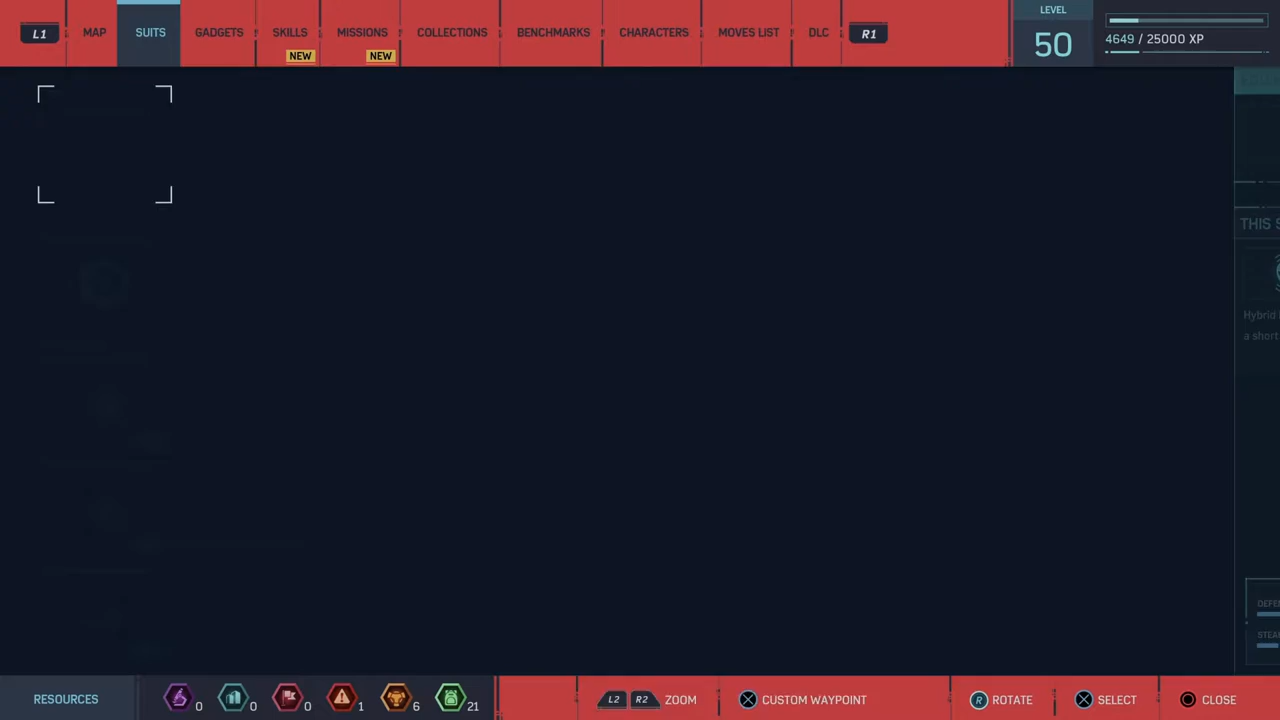 L1 MAP SUITS GADGETS SKILLS MISSIONS COLLECTIONS BENCHMARKS CHARACTERS MOVES LIST DLC R1
NEW NEW
LEVEL
50
4649 / 25000 XP
THIS
Hybrid
a short
RESOURCES 0 0 0 1 6 21 L2 R2 ZOOM CUSTOM WAYPOINT R ROTATE SELECT CLOSE